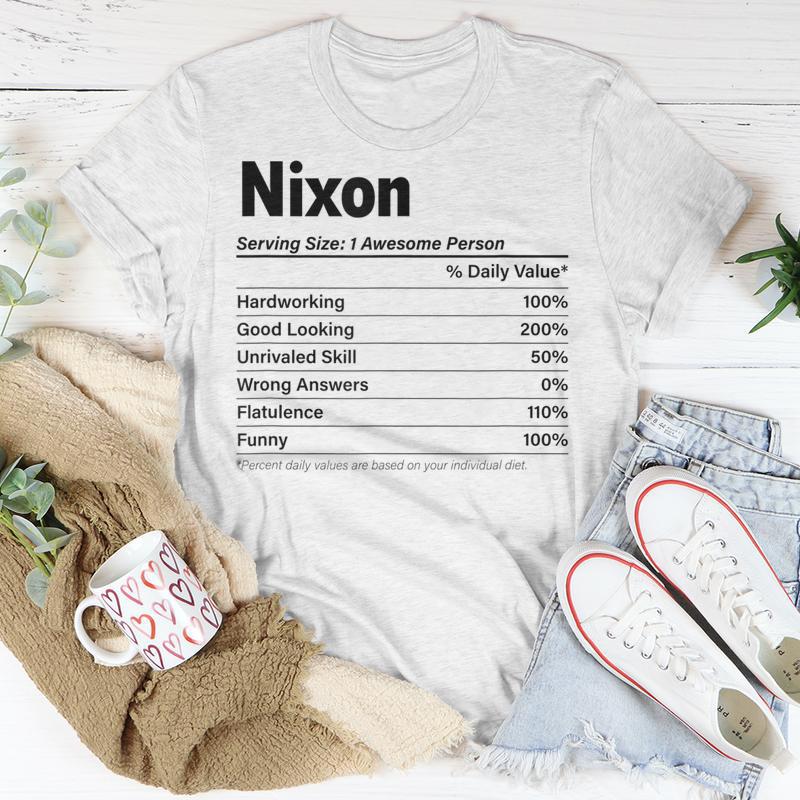 Nixon
Serving Size: 1 Awesome Person
% Daily Value*
Hardworking 100%
Good Looking 200%
Unrivaled Skill 50%
Wrong Answers 0%
Flatulence 110%
Funny 100%
*Percent daily values are based on your individual diet.